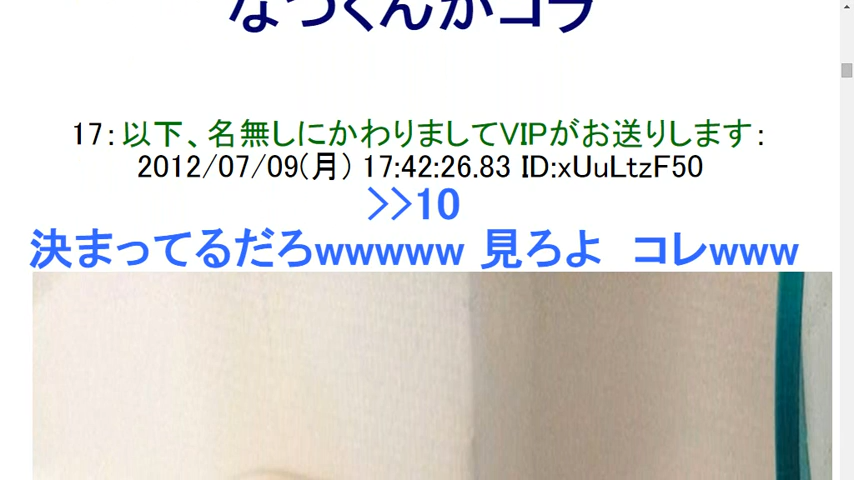 なつくんがコラ
17：以下、名無しにかわりましてVIPがお送りします：
2012/07/09(月) 17:42:26.83 ID:xUuLtzF50
>>10
決まってるだろwwwww 見ろよ　コレwww